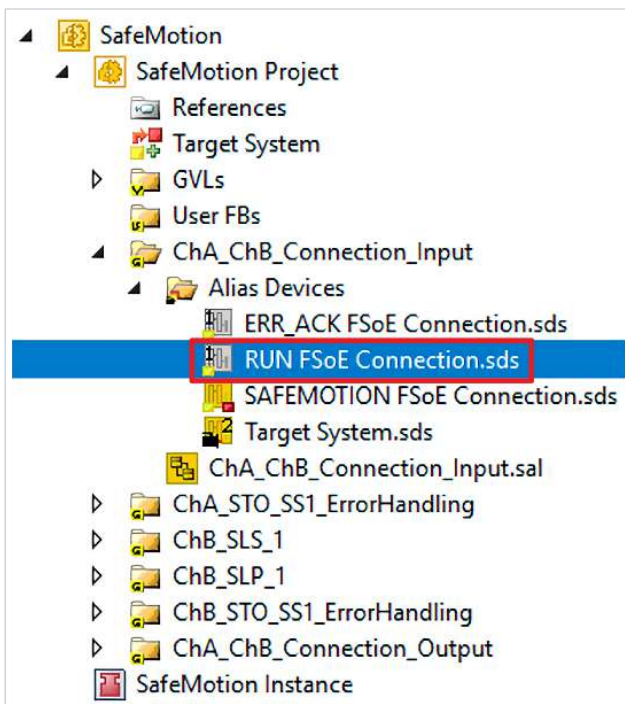 SafeMotion
SafeMotion Project
References
Target System
GVLs
User FBs
ChA_ChB_Connection_Input
Alias Devices
ERR_ACK FSoE Connection.sds
RUN FSoE Connection.sds
SAFEMOTION FSoE Connection.sds
Target System.sds
ChA_ChB_Connection_Input.sal
ChA_STO_SS1_ErrorHandling
ChB_SLS_1
ChB_SLP_1
ChB_STO_SS1_ErrorHandling
ChA_ChB_Connection_Output
SafeMotion Instance